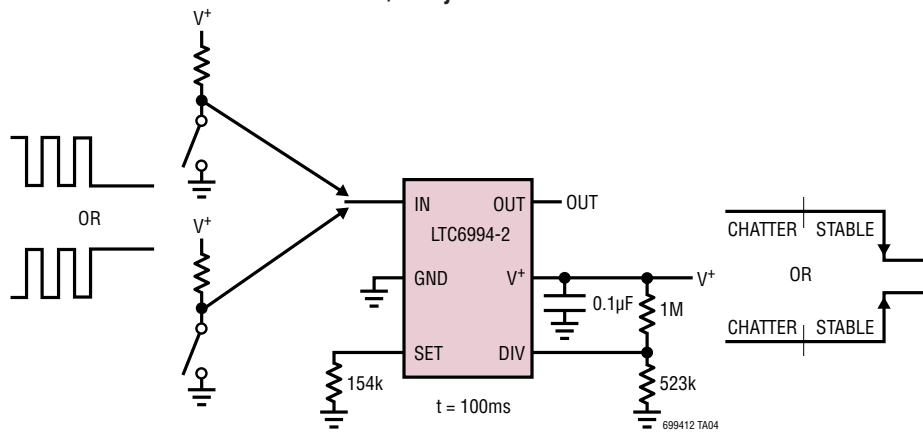 V+
OR
V+
IN
OUT
OUT
LTC6994-2
GND
V+
V+
0.1µF
1M
SET
DIV
154k
523k
t = 100ms
CHATTER
STABLE
OR
CHATTER
STABLE
699412 TA04